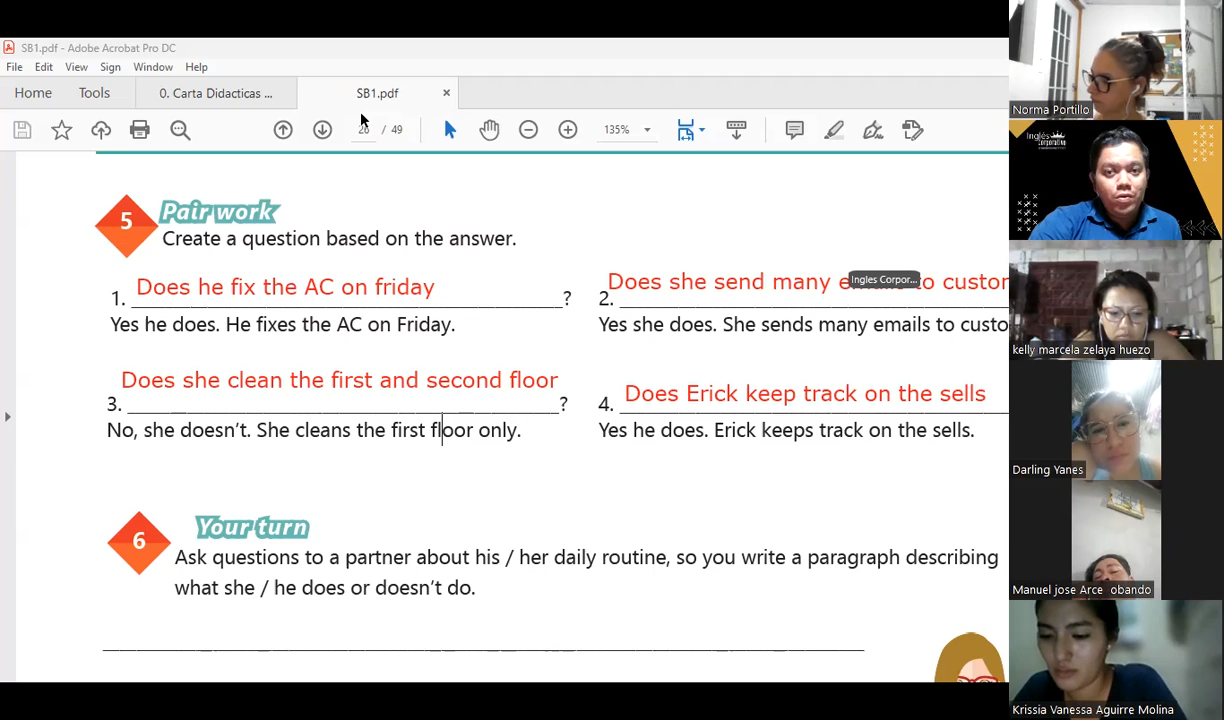 SB1.pdf - Adobe Acrobat Pro DC
File Edit View Sign Window Help
Home Tools 0. Carta Didacticas ... SB1.pdf
/ 49 135%
5 Pair work
Create a question based on the answer.
1. Does he fix the AC on friday ?
Yes he does. He fixes the AC on Friday.
2. Does she send many to custor
Ingles Corpor...
Yes she does. She sends many emails to custo
3. Does she clean the first and second floor ?
No, she doesn't. She cleans the first floor only.
4. Does Erick keep track on the sells
Yes he does. Erick keeps track on the sells.
6 Your turn
Ask questions to a partner about his / her daily routine, so you write a paragraph describing
what she / he does or doesn't do.
Norma Portillo
Inglés
Corporativo
kelly marcela zelaya huezo
Darling Yanes
Manuel jose Arce obando
Krissia Vanessa Aguirre Molina